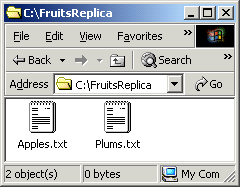 C:\FruitsReplica
File Edit View Favorites »
Back » Search »
Address C:\FruitsReplica Go
Apples.txt Plums.txt
2 object(s) 0 bytes My Com